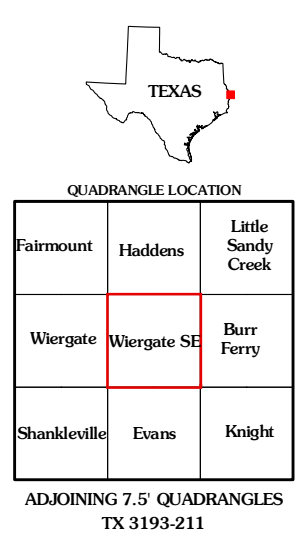 TEXAS
QUADRANGLE LOCATION
Fairmount
Haddens
Little
Sandy
Creek
Wiergate
Wiergate SE
Burr
Ferry
Shankleville
Evans
Knight
ADJOINING 7.5' QUADRANGLES
TX 3193-211